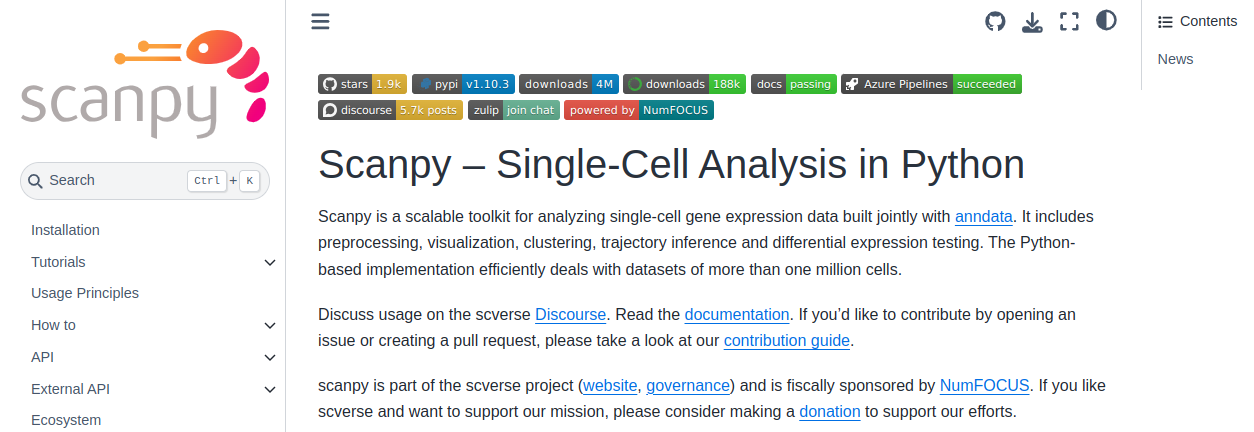 scanpy
Search Ctrl + K
Installation
Tutorials
Usage Principles
How to
API
External API
Ecosystem
stars 1.9k pypi v1.10.3 downloads 4M downloads 188k docs passing Azure Pipelines succeeded
discourse 5.7k posts zulip join chat powered by NumFOCUS
Scanpy – Single-Cell Analysis in Python
Scanpy is a scalable toolkit for analyzing single-cell gene expression data built jointly with anndata. It includes
preprocessing, visualization, clustering, trajectory inference and differential expression testing. The Python-
based implementation efficiently deals with datasets of more than one million cells.
Discuss usage on the scverse Discourse. Read the documentation. If you’d like to contribute by opening an
issue or creating a pull request, please take a look at our contribution guide.
scanpy is part of the scverse project (website, governance) and is fiscally sponsored by NumFOCUS. If you like
scverse and want to support our mission, please consider making a donation to support our efforts.
Contents
News